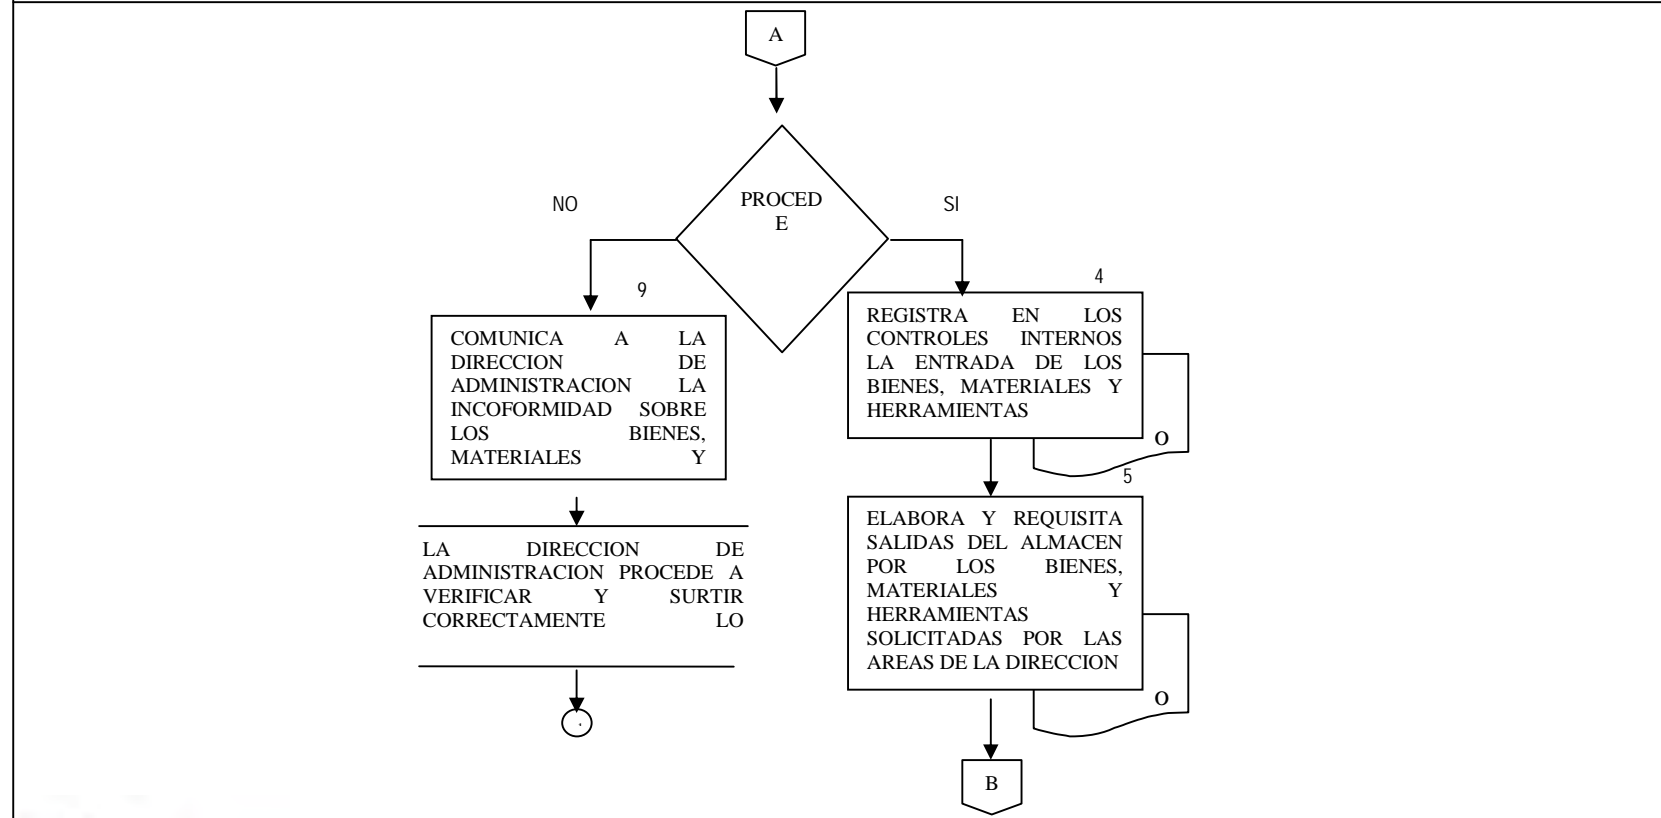 A
PROCED
E
NO
SI
9
COMUNICA A LA
DIRECCION DE
ADMINISTRACION LA
INCOFORMIDAD SOBRE
LOS BIENES,
MATERIALES Y
LA DIRECCION DE
ADMINISTRACION PROCEDE A
VERIFICAR Y SURTIR
CORRECTAMENTE LO
4
REGISTRA EN LOS
CONTROLES INTERNOS
LA ENTRADA DE LOS
BIENES, MATERIALES Y
HERRAMIENTAS
O
5
ELABORA Y REQUISITA
SALIDAS DEL ALMACEN
POR LOS BIENES,
MATERIALES Y
HERRAMIENTAS
SOLICITADAS POR LAS
AREAS DE LA DIRECCION
O
B